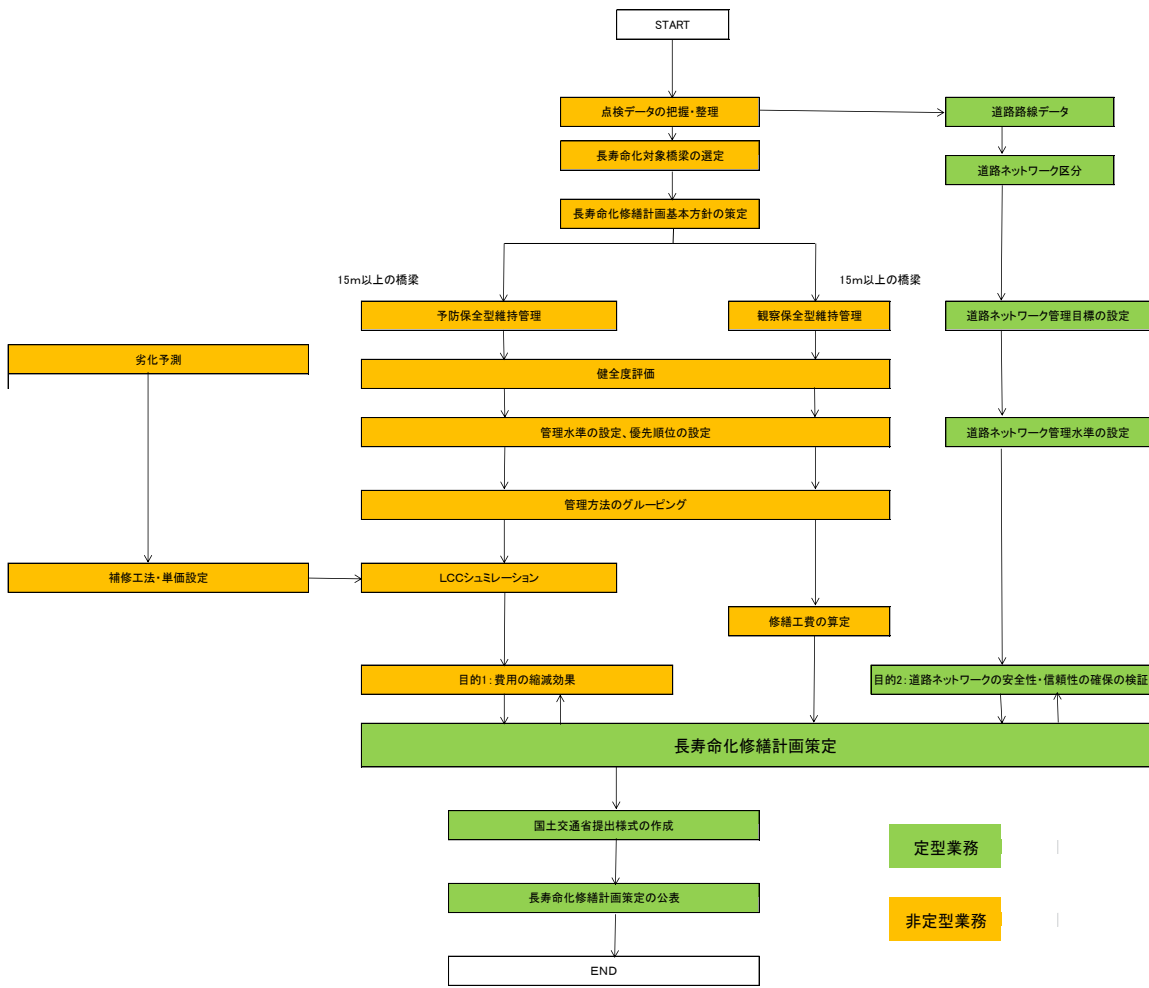 START
点検データの把握・整理
道路路線データ
長寿命化対象橋梁の選定
道路ネットワーク区分
長寿命化修繕計画基本方針の策定
15m以上の橋梁
15m以上の橋梁
予防保全型維持管理
観察保全型維持管理
道路ネットワーク管理目標の設定
劣化予測
健全度評価
管理水準の設定、優先順位の設定
道路ネットワーク管理水準の設定
管理方法のグルーピング
補修工法・単価設定
LCCシュミレーション
修繕工費の算定
目的1:費用の縮減効果
目的2:道路ネットワークの安全性・信頼性の確保の検証
長寿命化修繕計画策定
国土交通省提出様式の作成
定型業務
長寿命化修繕計画策定の公表
非定型業務
END